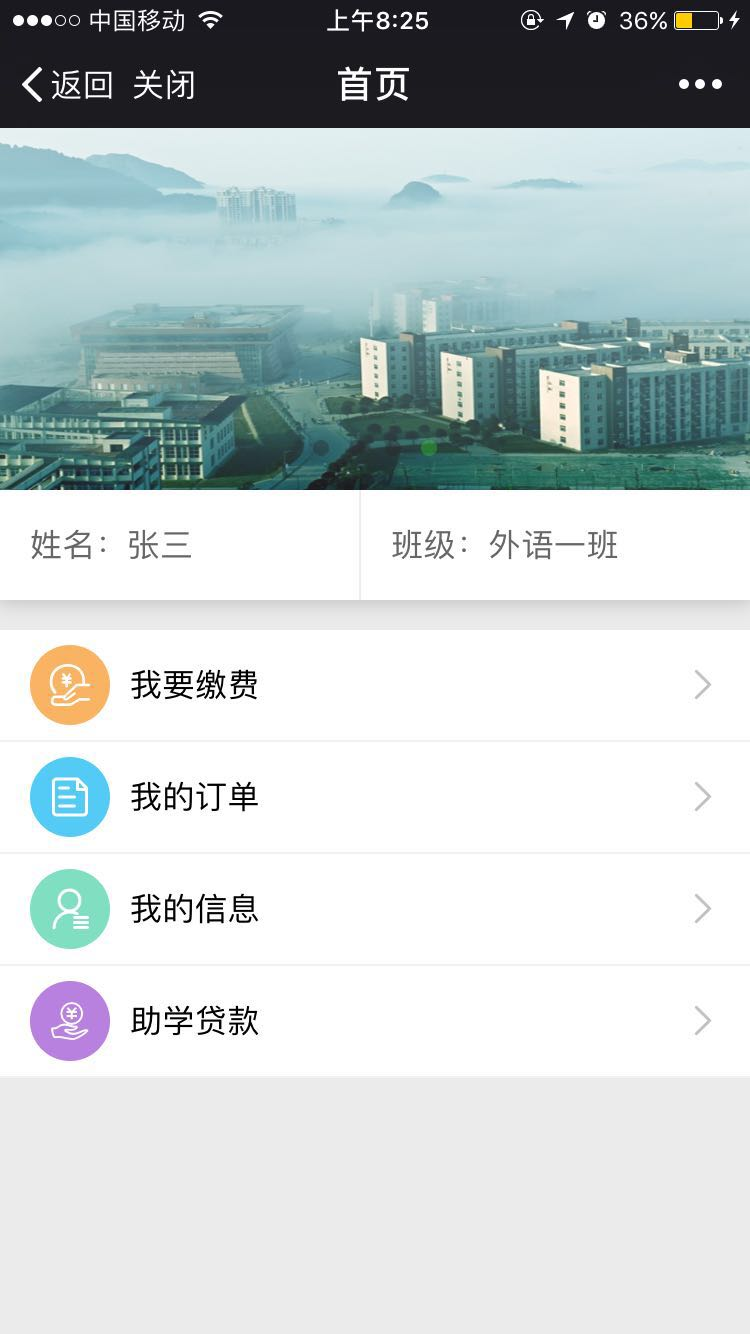 中国移动 上午8:25 36%
返回 关闭 首页
姓名：张三 班级：外语一班
我要缴费
我的订单
我的信息
助学贷款